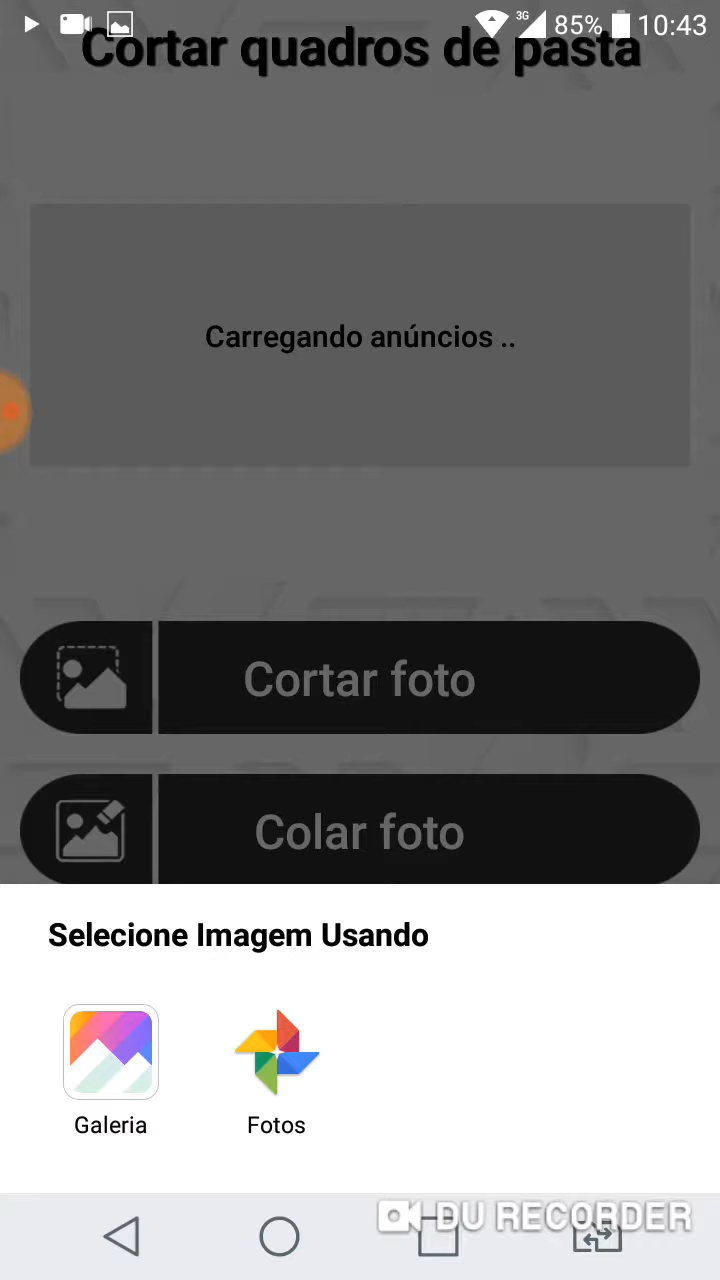 3G 85% 10:43
Cortar quadros de pasta
Carregando anúncios ..
Cortar foto
Colar foto
Selecione Imagem Usando
Galeria Fotos
DU RECORDER